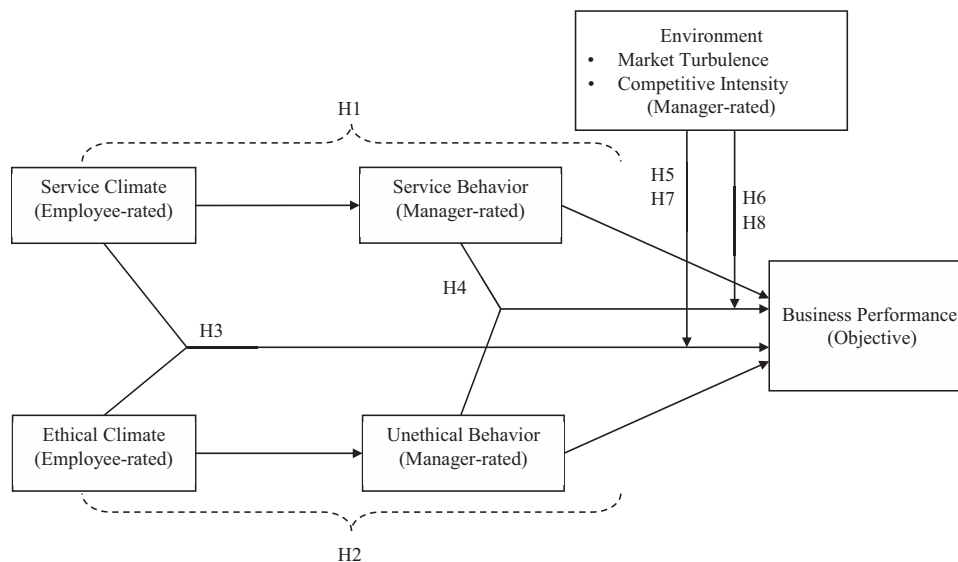 Environment
• Market Turbulence
• Competitive Intensity
(Manager-rated)
H1
Service Climate
(Employee-rated)
Service Behavior
(Manager-rated)
H5
H7
H6
H8
H4
H3
Business Performance
(Objective)
Ethical Climate
(Employee-rated)
Unethical Behavior
(Manager-rated)
H2